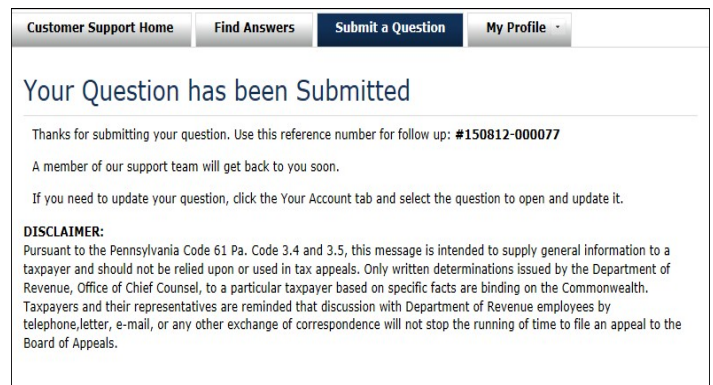 Customer Support Home Find Answers Submit a Question My Profile
Your Question has been Submitted
Thanks for submitting your question. Use this reference number for follow up: #150812-000077
A member of our support team will get back to you soon.
If you need to update your question, click the Your Account tab and select the question to open and update it.
DISCLAIMER:
Pursuant to the Pennsylvania Code 61 Pa. Code 3.4 and 3.5, this message is intended to supply general information to a
taxpayer and should not be relied upon or used in tax appeals. Only written determinations issued by the Department of
Revenue, Office of Chief Counsel, to a particular taxpayer based on specific facts are binding on the Commonwealth.
Taxpayers and their representatives are reminded that discussion with Department of Revenue employees by
telephone,letter, e-mail, or any other exchange of correspondence will not stop the running of time to file an appeal to the
Board of Appeals.